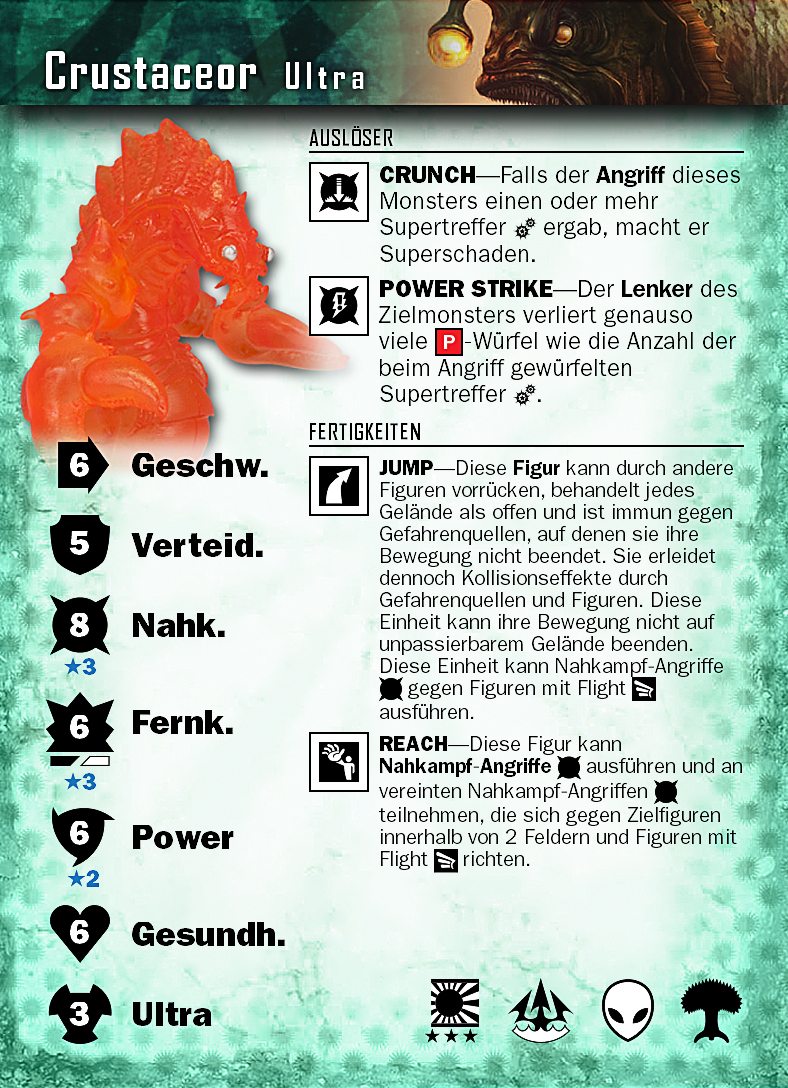 Crustaceor Ultra
AUSLÖSER
CRUNCH—Falls der Angriff dieses
Monsters einen oder mehr
Supertreffer ergab, macht er
Superschaden.
POWER STRIKE—Der Lenker des
Zielmonsters verliert genauso
viele P-Würfel wie die Anzahl der
beim Angriff gewürfelten
Supertreffer .
FERTIGKEITEN
JUMP—Diese Figur kann durch andere
Figuren vorrücken, behandelt jedes
Gelände als offen und ist immun gegen
Gefahrenquellen, auf denen sie ihre
Bewegung nicht beendet. Sie erleidet
dennoch Kollisionseffekte durch
Gefahrenquellen und Figuren. Diese
Einheit kann ihre Bewegung nicht auf
unpassierbarem Gelände beenden.
Diese Einheit kann Nahkampf-Angriffe
gegen Figuren mit Flight
ausführen.
REACH—Diese Figur kann
Nahkampf-Angriffe ausführen und an
vereinten Nahkampf-Angriffen
teilnehmen, die sich gegen Zielfiguren
innerhalb von 2 Feldern und Figuren mit
Flight richten.
6 Geschw.
5 Verteid.
8 Nahk.
★3
6 Fernk.
★3
6 Power
★2
6 Gesundh.
3 Ultra
★★★